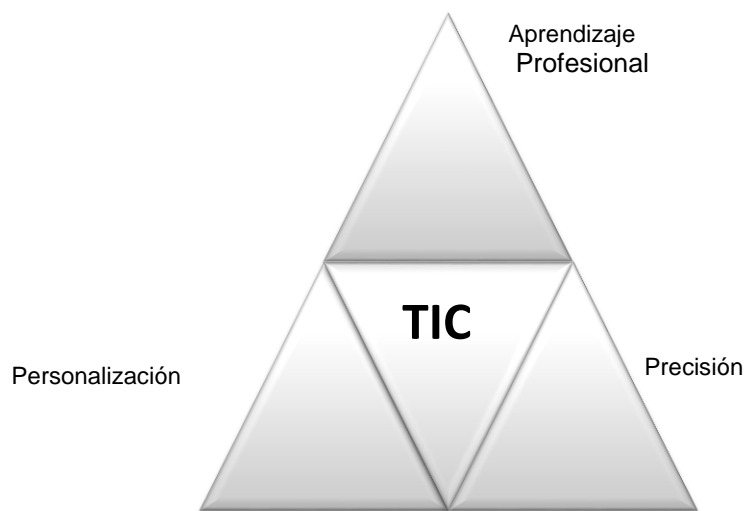 Aprendizaje
Profesional
TIC
Personalización
Precisión